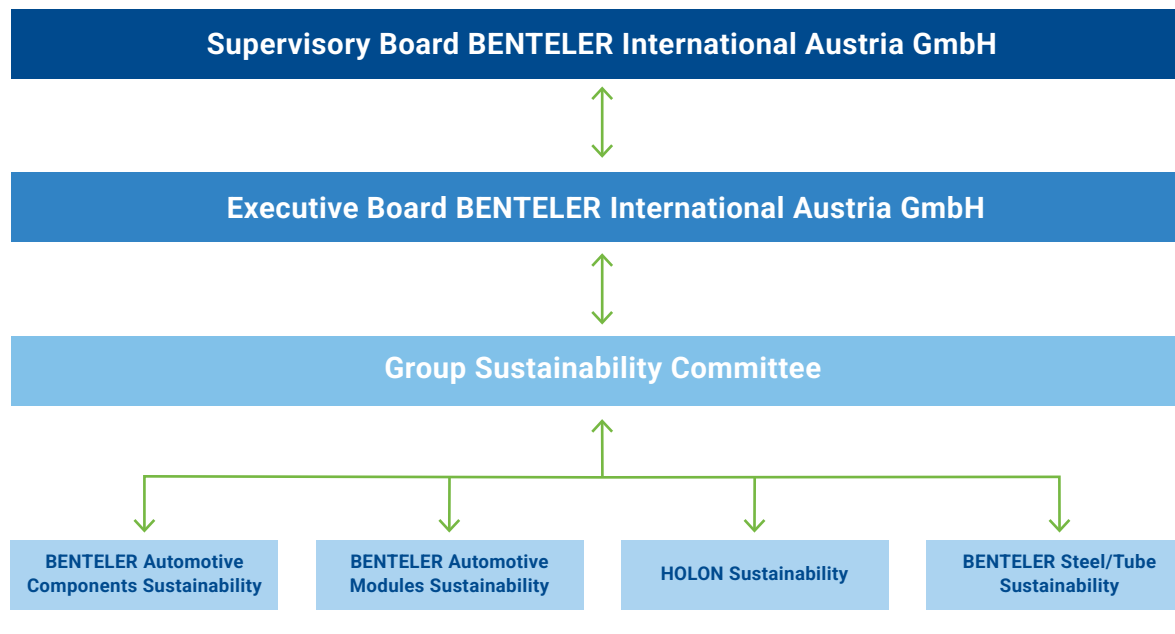 Supervisory Board BENTELER International Austria GmbH
Executive Board BENTELER International Austria GmbH
Group Sustainability Committee
BENTELER Automotive
Components Sustainability
BENTELER Automotive
Modules Sustainability
HOLON Sustainability
BENTELER Steel/Tube
Sustainability